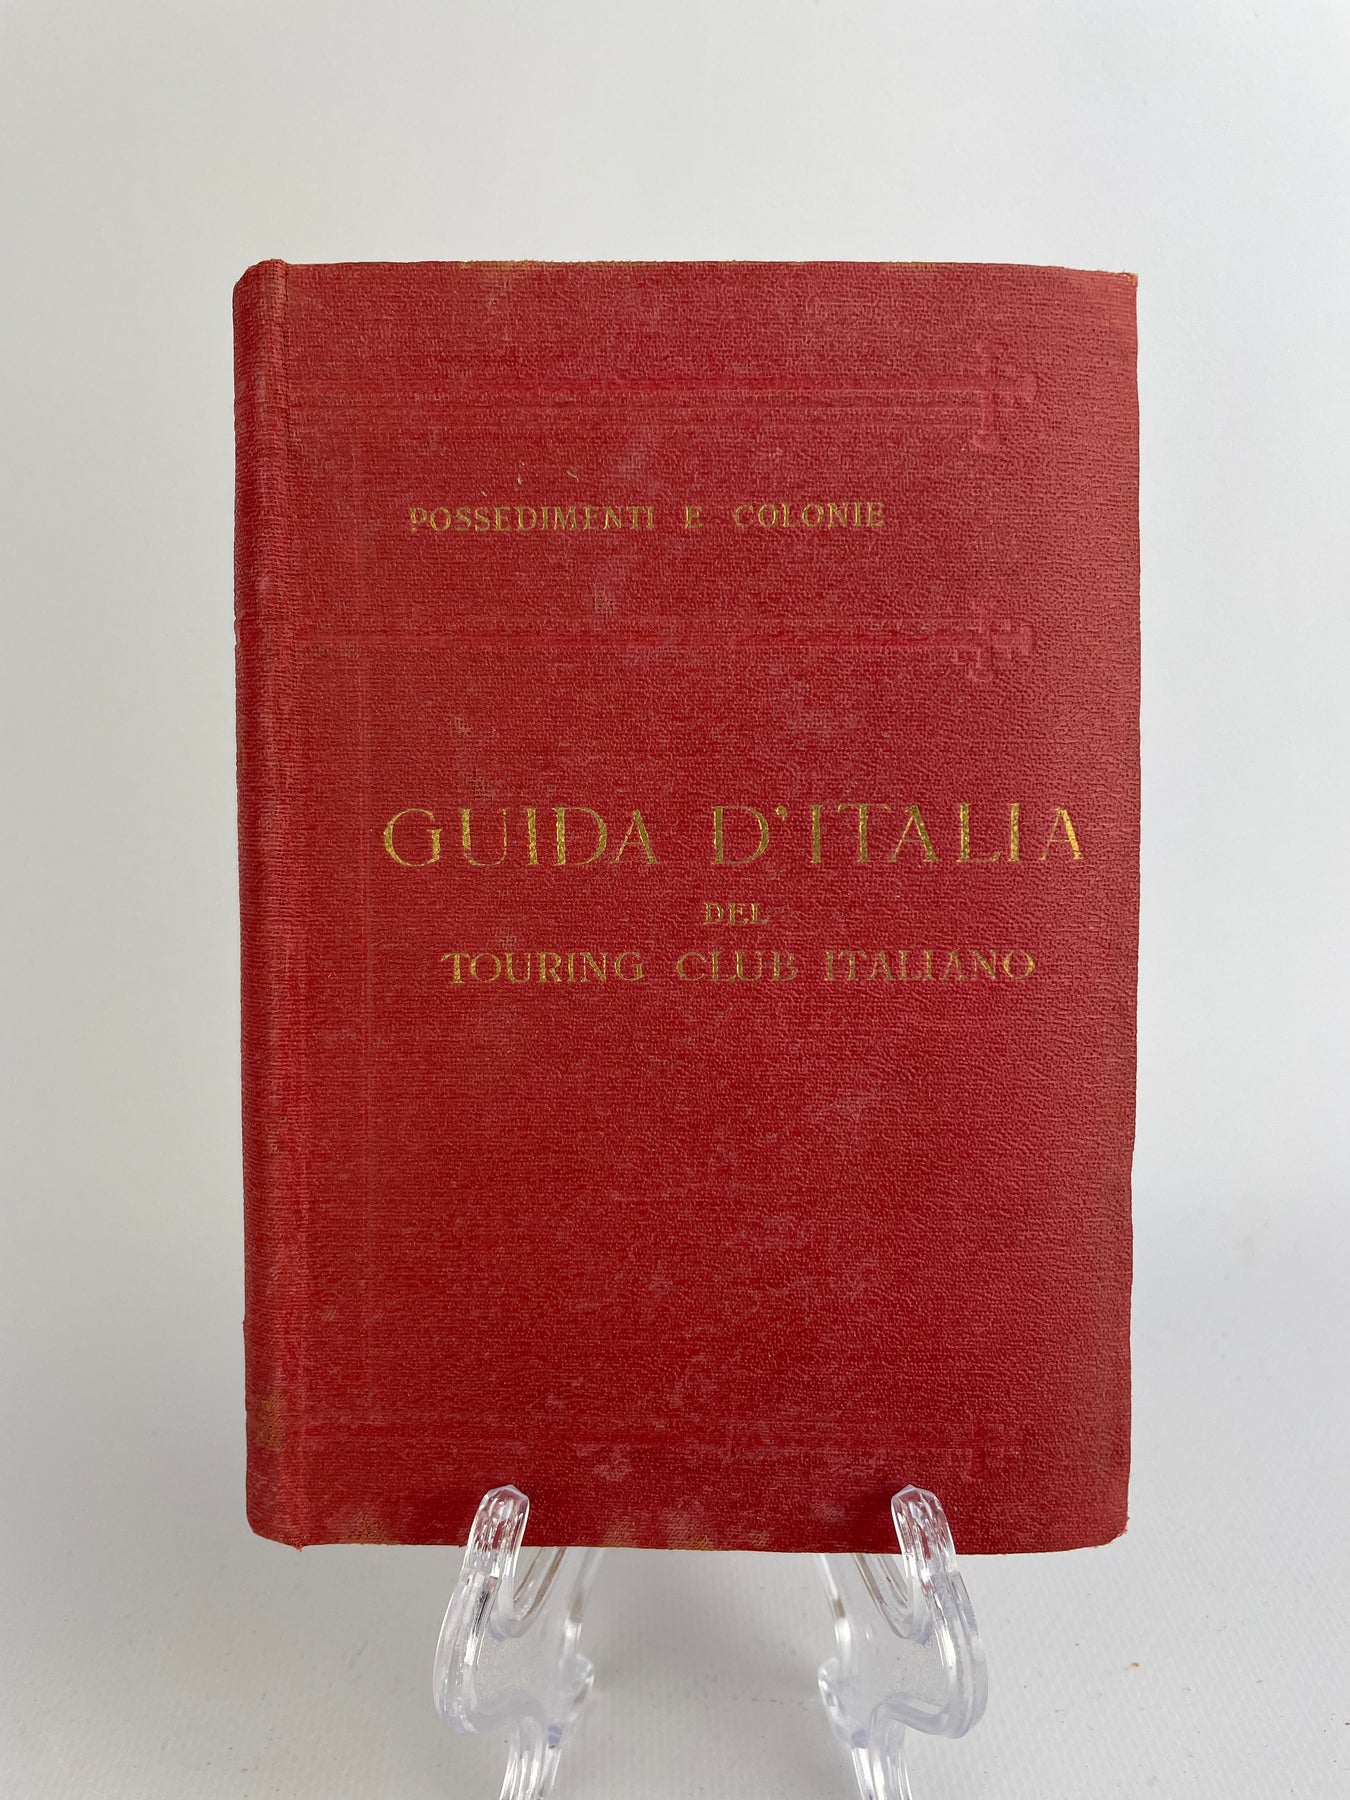 POSSEDIMENTI E COLONIE
GUIDA D'ITALIA
DEL
TOURING CLUB ITALIANO